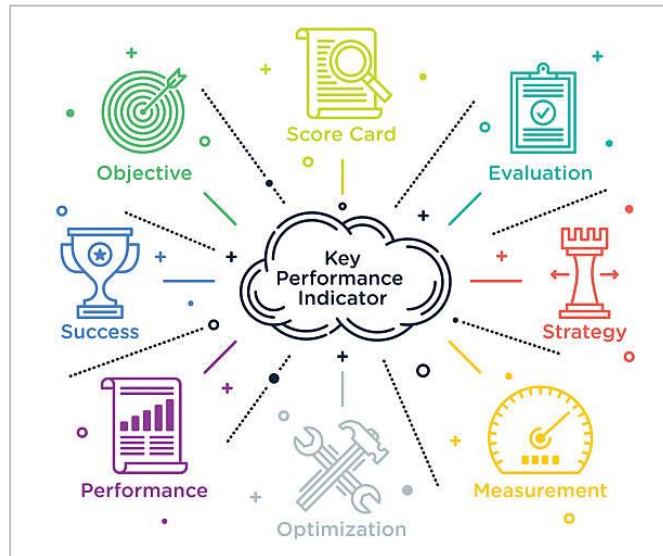 Score Card
Objective
Evaluation
Key
Performance
Indicator
Success
Strategy
Performance
Measurement
Optimization